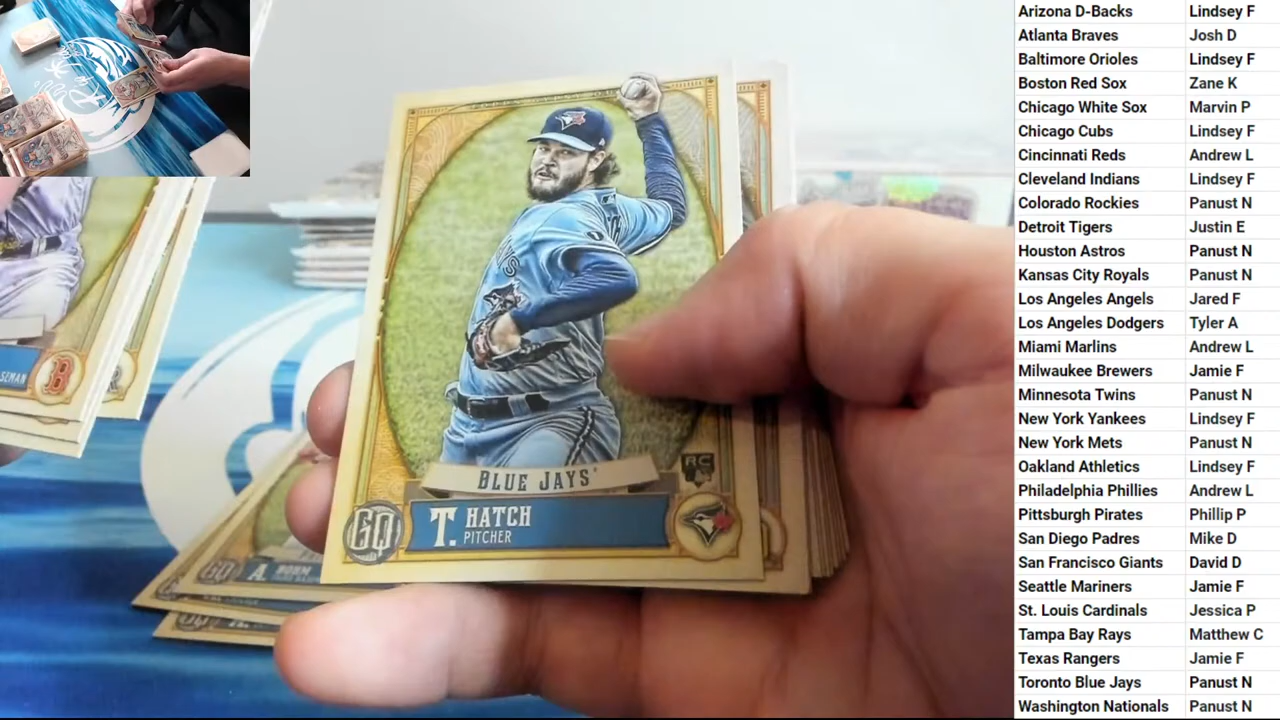 Arizona D-Backs Lindsey F
Atlanta Braves Josh D
Baltimore Orioles Lindsey F
Boston Red Sox Zane K
Chicago White Sox Marvin P
Chicago Cubs Lindsey F
Cincinnati Reds Andrew L
Cleveland Indians Lindsey F
Colorado Rockies Panust N
Detroit Tigers Justin E
Houston Astros Panust N
Kansas City Royals Panust N
Los Angeles Angels Jared F
Los Angeles Dodgers Tyler A
Miami Marlins Andrew L
Milwaukee Brewers Jamie F
Minnesota Twins Panust N
New York Yankees Lindsey F
New York Mets Panust N
Oakland Athletics Lindsey F
Philadelphia Phillies Andrew L
Pittsburgh Pirates Phillip P
San Diego Padres Mike D
San Francisco Giants David D
Seattle Mariners Jamie F
St. Louis Cardinals Jessica P
Tampa Bay Rays Matthew C
Texas Rangers Jamie F
Toronto Blue Jays Panust N
Washington Nationals Panust N
BLUE JAYS
RC
GQ
T. HATCH
PITCHER
SEMAN
B
GQ A. BOHM